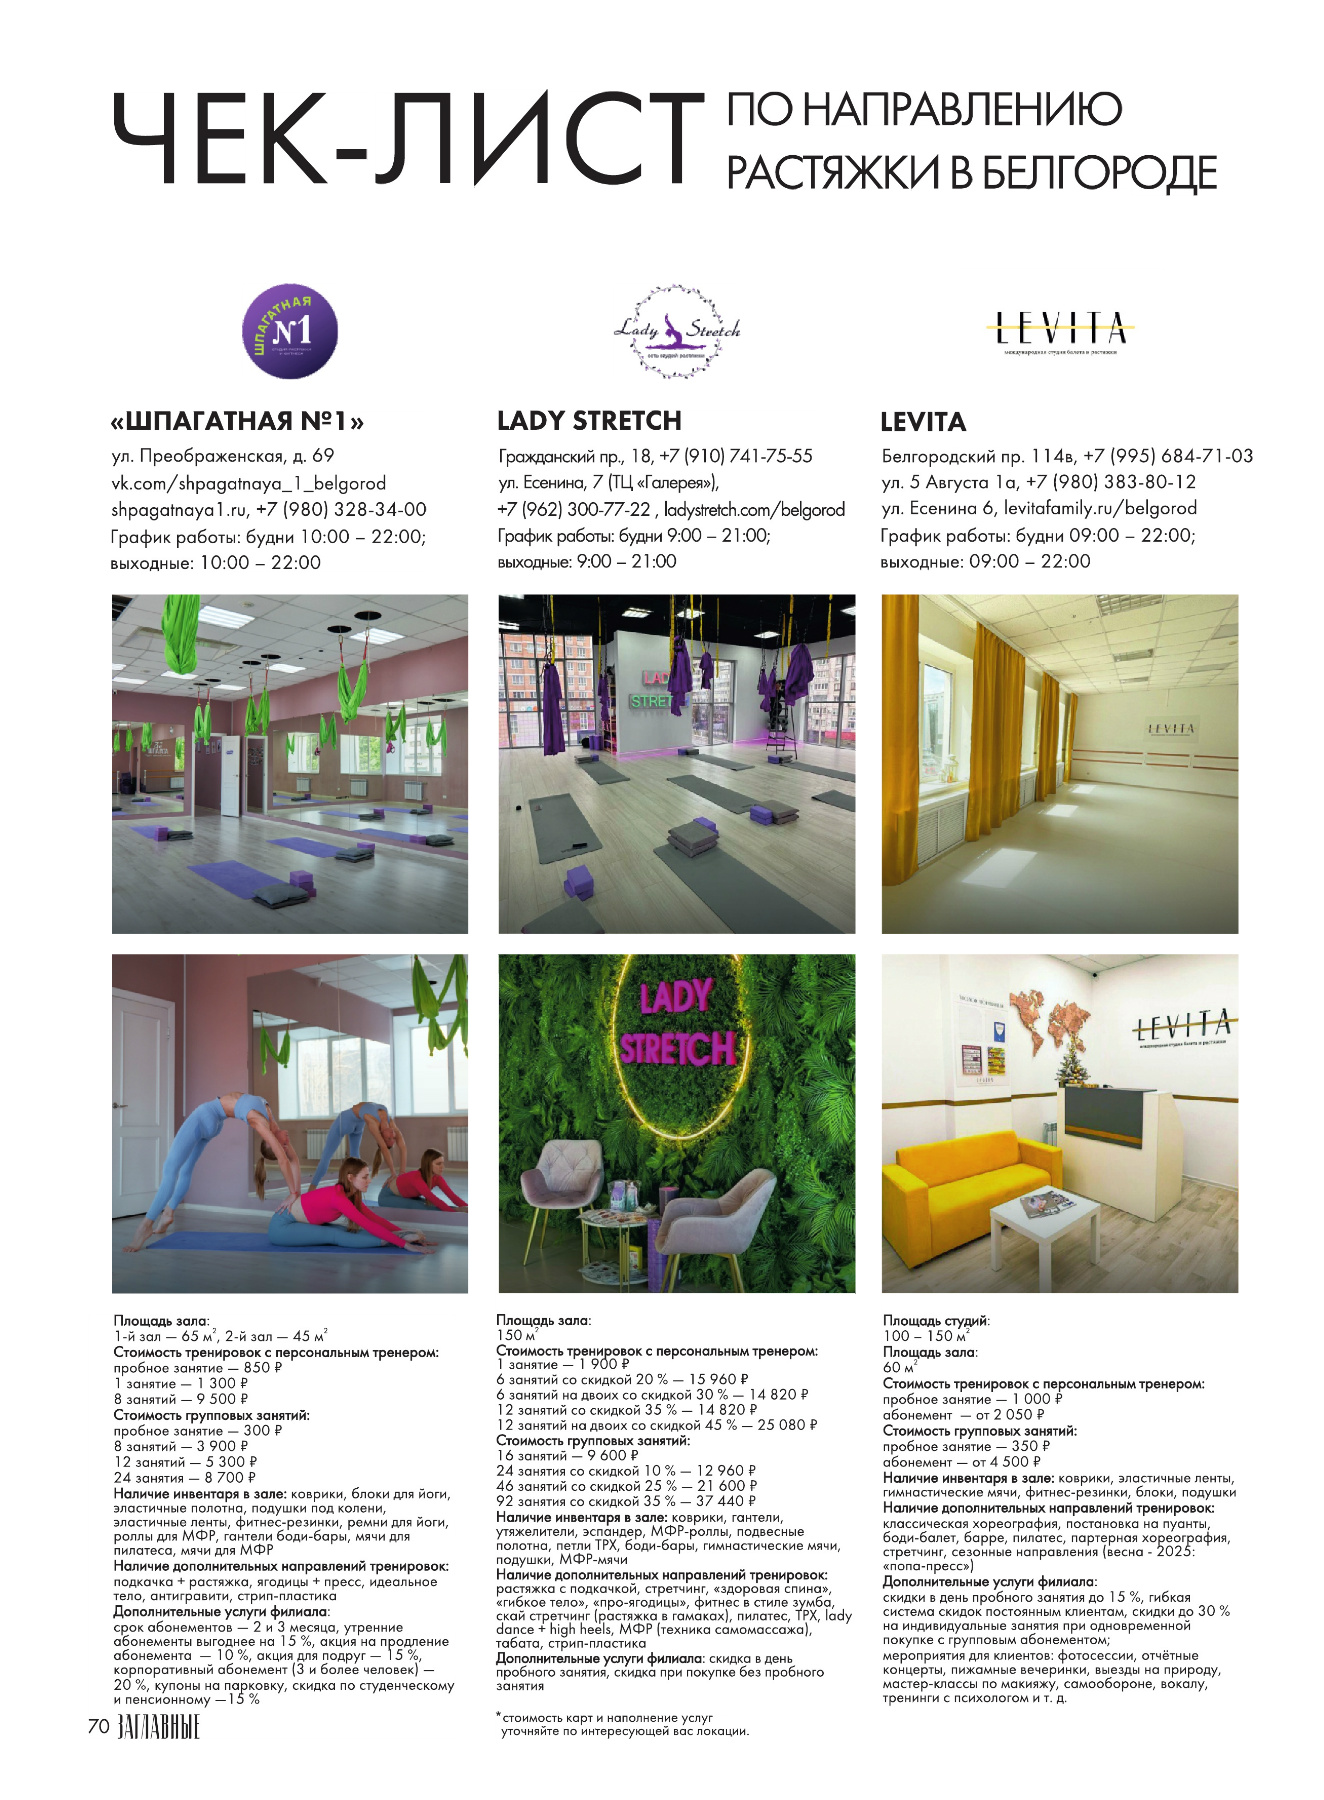 ЧЕК-ЛИСТ
ПО НАПРАВЛЕНИЮ
РАСТЯЖКИ В БЕЛГОРОДЕ
ШПАГАТНАЯ
№1
Lady Stretch
сеть студий растяжки
LEVITA
международная студия балета и растяжки
«ШПАГАТНАЯ №1»
ул. Преображенская, д. 69
vk.com/shpagatnaya_1_belgorod
shpagatnaya1.ru, +7 (980) 328-34-00
График работы: будни 10:00 – 22:00;
выходные: 10:00 – 22:00
LADY STRETCH
Гражданский пр., 18, +7 (910) 741-75-55
ул. Есенина, 7 (ТЦ «Галерея»),
+7 (962) 300-77-22 , ladystretch.com/belgorod
График работы: будни 9:00 – 21:00;
выходные: 9:00 – 21:00
LEVITA
Белгородский пр. 114в, +7 (995) 684-71-03
ул. 5 Августа 1а, +7 (980) 383-80-12
ул. Есенина 6, levitafamily.ru/belgorod
График работы: будни 09:00 – 22:00;
выходные: 09:00 – 22:00
LAD
STRET
LEVITA
LADY
STRETCH
LEVITA
международная студия балета и растяжки
LEVITA
Площадь зала:
1-й зал — 65 м², 2-й зал — 45 м²
Стоимость тренировок с персональным тренером:
пробное занятие — 850 ₽
1 занятие — 1 300 ₽
8 занятий — 9 500 ₽
Стоимость групповых занятий:
пробное занятие — 300 ₽
8 занятий — 3 900 ₽
12 занятий — 5 300 ₽
24 занятия — 8 700 ₽
Наличие инвентаря в зале: коврики, блоки для йоги,
эластичные полотна, подушки под колени,
эластичные ленты, фитнес-резинки, ремни для йоги,
роллы для МФР, гантели боди-бары, мячи для
пилатеса, мячи для МФР
Наличие дополнительных направлений тренировок:
подкачка + растяжка, ягодицы + пресс, идеальное
тело, антигравити, стрип-пластика
Дополнительные услуги филиала:
срок абонементов — 2 и 3 месяца, утренние
абонементы выгоднее на 15 %, акция на продление
абонемента — 10 %, акция для подруг — 15 %,
корпоративный абонемент (3 и более человек) —
20 %, купоны на парковку, скидка по студенческому
и пенсионному —15 %
Площадь зала:
150 м²
Стоимость тренировок с персональным тренером:
1 занятие — 1 900 ₽
6 занятий со скидкой 20 % — 15 960 ₽
6 занятий на двоих со скидкой 30 % — 14 820 ₽
12 занятий со скидкой 35 % — 14 820 ₽
12 занятий на двоих со скидкой 45 % — 25 080 ₽
Стоимость групповых занятий:
16 занятий — 9 600 ₽
24 занятия со скидкой 10 % — 12 960 ₽
46 занятий со скидкой 25 % — 21 600 ₽
92 занятия со скидкой 35 % — 37 440 ₽
Наличие инвентаря в зале: коврики, гантели,
утяжелители, эспандер, МФР-роллы, подвесные
полотна, петли ТРХ, боди-бары, гимнастические мячи,
подушки, МФР-мячи
Наличие дополнительных направлений тренировок:
растяжка с подкачкой, стретчинг, «здоровая спина»,
«гибкое тело», «про-ягодицы», фитнес в стиле зумба,
скай стретчинг (растяжка в гамаках), пилатес, ТРХ, lady
dance + high heels, МФР (техника самомассажа),
табата, стрип-пластика
Дополнительные услуги филиала: скидка в день
пробного занятия, скидка при покупке без пробного
занятия
*стоимость карт и наполнение услуг
уточняйте по интересующей вас локации.
Площадь студий:
100 – 150 м²
Площадь зала:
60 м²
Стоимость тренировок с персональным тренером:
пробное занятие — 1 000 ₽
абонемент — от 2 050 ₽
Стоимость групповых занятий:
пробное занятие — 350 ₽
абонемент — от 4 500 ₽
Наличие инвентаря в зале: коврики, эластичные ленты,
гимнастические мячи, фитнес-резинки, блоки, подушки
Наличие дополнительных направлений тренировок:
классическая хореография, постановка на пуанты,
боди-балет, барре, пилатес, партерная хореография,
стретчинг, сезонные направления (весна - 2025:
«попа-пресс»)
Дополнительные услуги филиала:
скидки в день пробного занятия до 15 %, гибкая
система скидок постоянным клиентам, скидки до 30 %
на индивидуальные занятия при одновременной
покупке с групповым абонементом;
мероприятия для клиентов: фотосессии, отчётные
концерты, пижамные вечеринки, выезды на природу,
мастер-классы по макияжу, самообороне, вокалу,
тренинги с психологом и т. д.
70 ЗАГЛАВНЫЕ